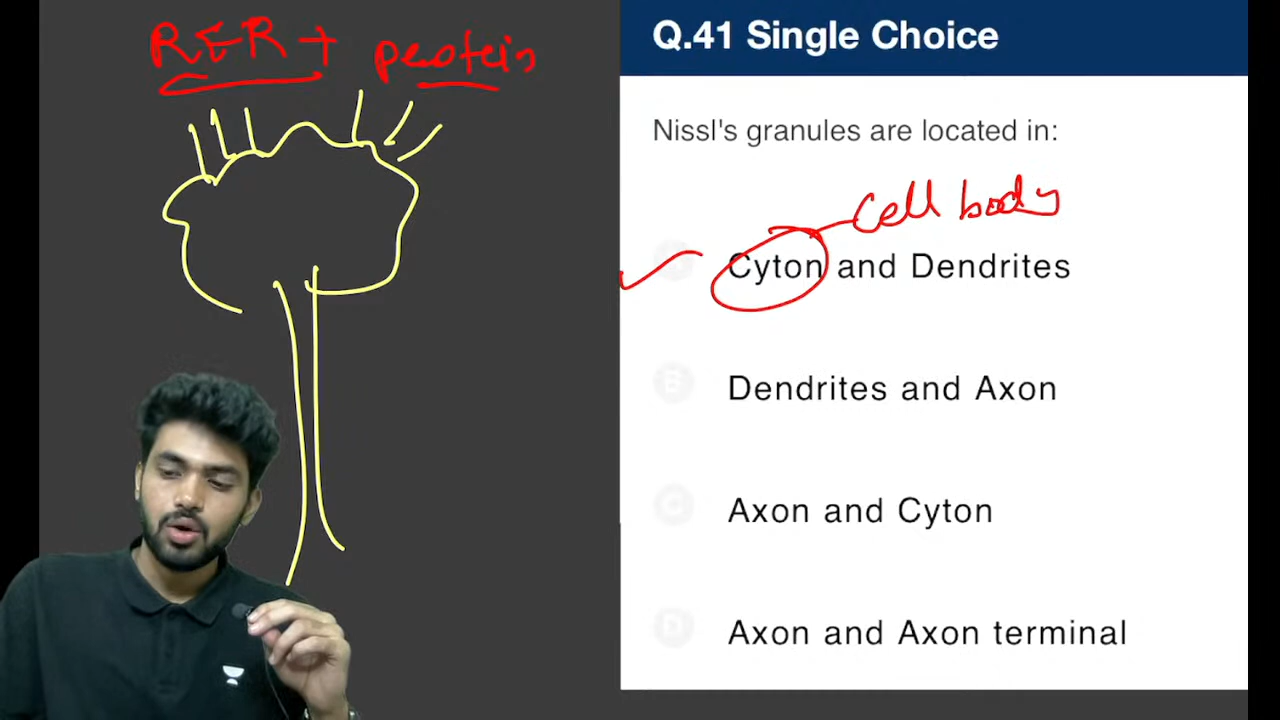 RER + protein
Q.41 Single Choice
Nissl's granules are located in:
Cell body
Cyton and Dendrites
B Dendrites and Axon
C Axon and Cyton
D Axon and Axon terminal